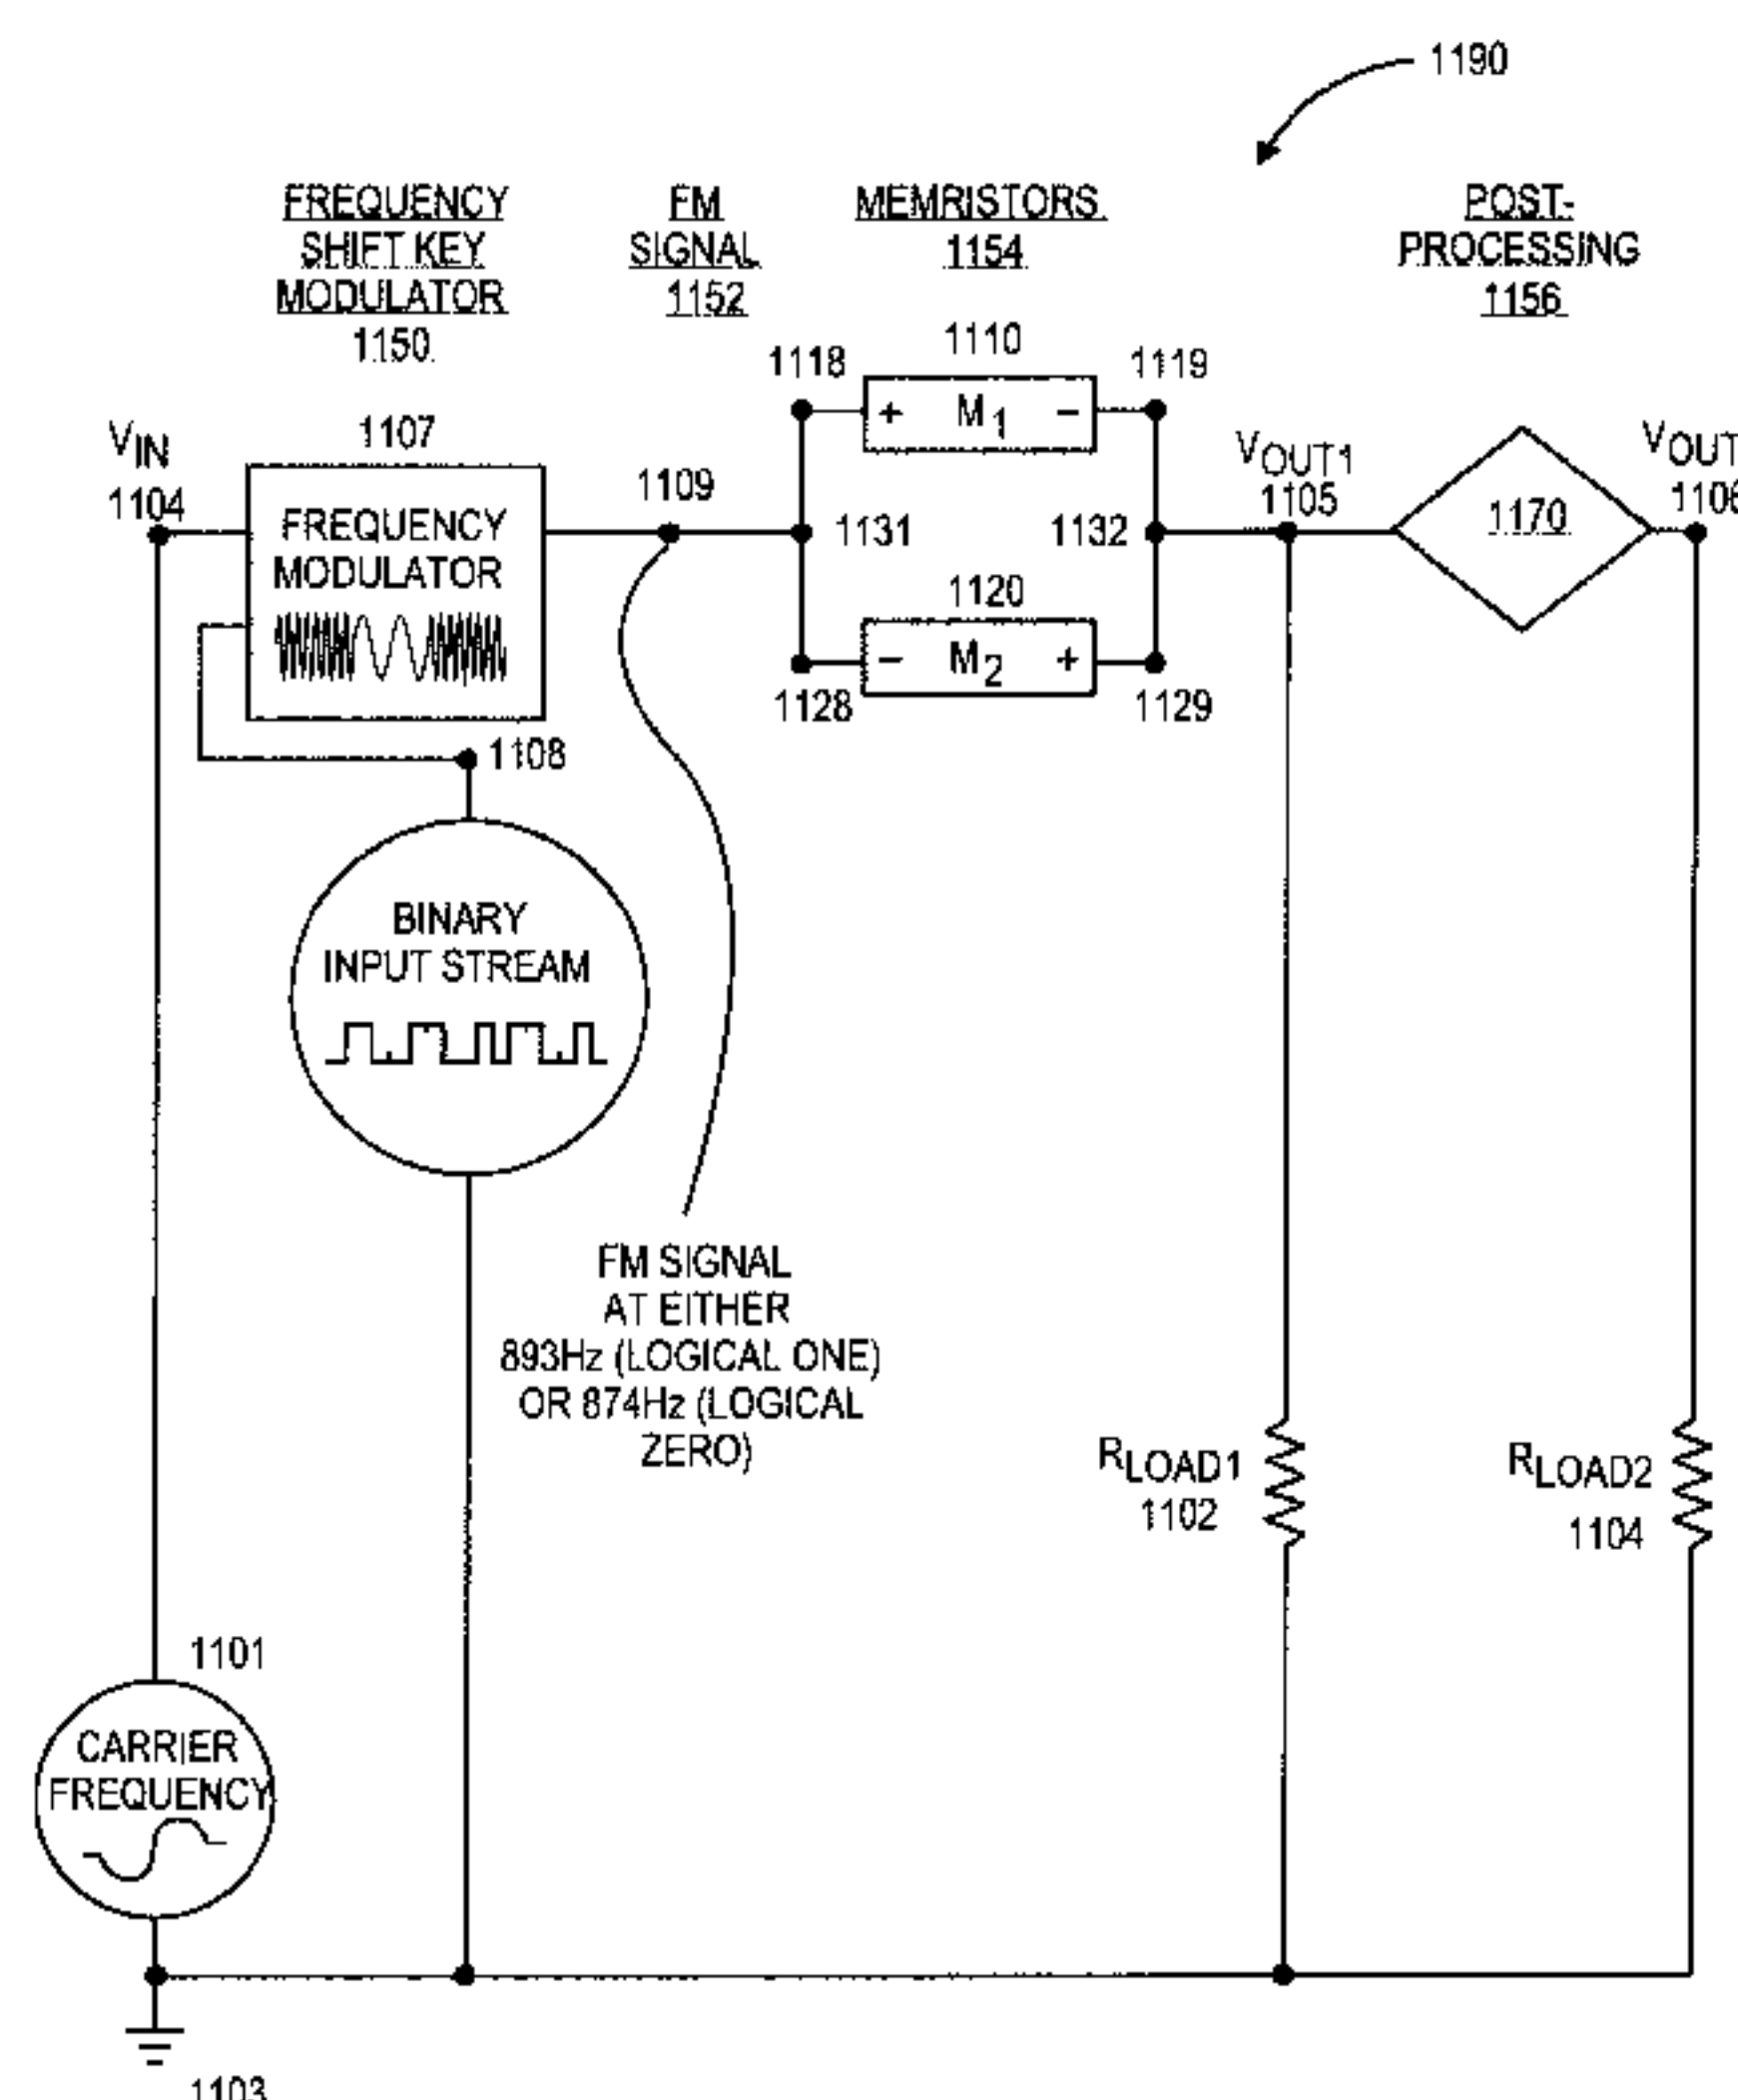 1190
FREQUENCY
SHIFT KEY
MODULATOR
1150
FM
SIGNAL
1152
MEMRISTORS
1154
POST-
PROCESSING
1156
1118
1110
1119
+ M1 -
VIN
1104
1107
FREQUENCY
MODULATOR
1109
1131
1132
VOUT1
1105
1170
VOUT
1106
1120
- M2 +
1128
1129
1108
BINARY
INPUT STREAM
FM SIGNAL
AT EITHER
893Hz (LOGICAL ONE)
OR 874Hz (LOGICAL
ZERO)
RLOAD1
1102
RLOAD2
1104
1101
CARRIER
FREQUENCY
1103